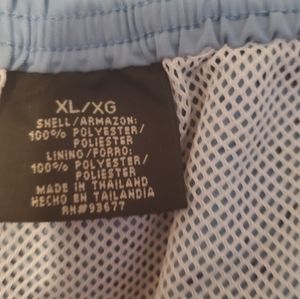 XL/XG
SHELL/ARMAZON:
100% POLYESTER/
POLIESTER
LINING/FORRO:
100% POLYESTER/
POLIESTER
MADE IN THAILAND
HECHO EN TAILANDIA
RN#93677